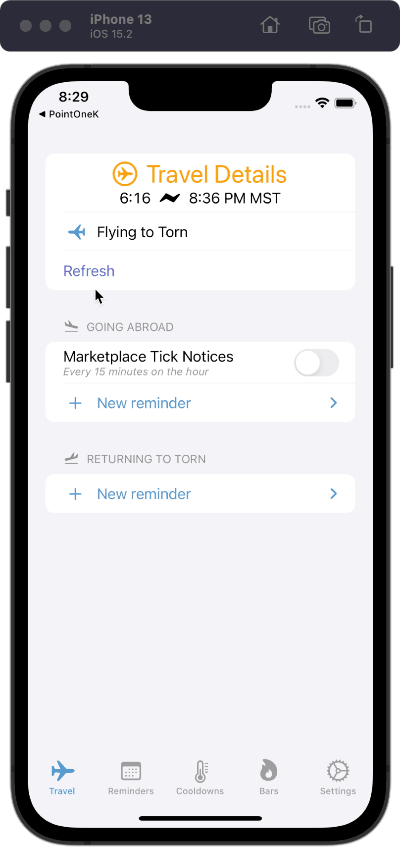 iPhone 13
iOS 15.2
8:29
◀ PointOneK
Travel Details
6:16 8:36 PM MST
Flying to Torn
Refresh
GOING ABROAD
Marketplace Tick Notices
Every 15 minutes on the hour
New reminder
RETURNING TO TORN
New reminder
Travel Reminders Cooldowns Bars Settings